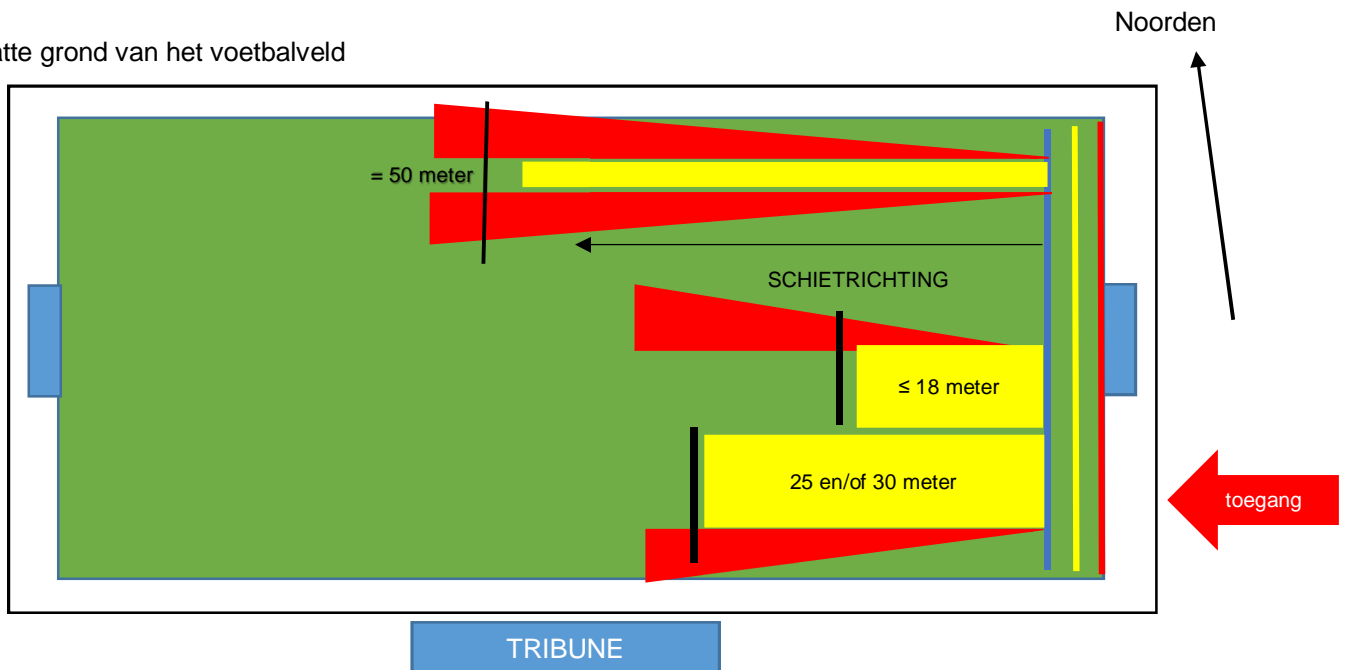 Noorden
atte grond van het voetbalveld
= 50 meter
SCHIETRICHTING
≤ 18 meter
25 en/of 30 meter
toegang
TRIBUNE